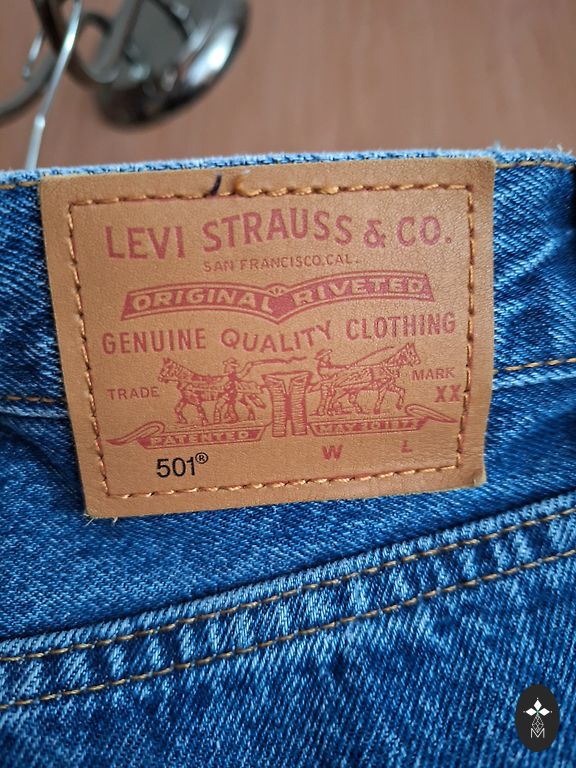 LEVI STRAUSS & CO.
SAN FRANCISCO, CAL.
ORIGINAL RIVETED
GENUINE QUALITY CLOTHING
TRADE MARK
XX
PATENTED MAY 20 1873
501® W L
M